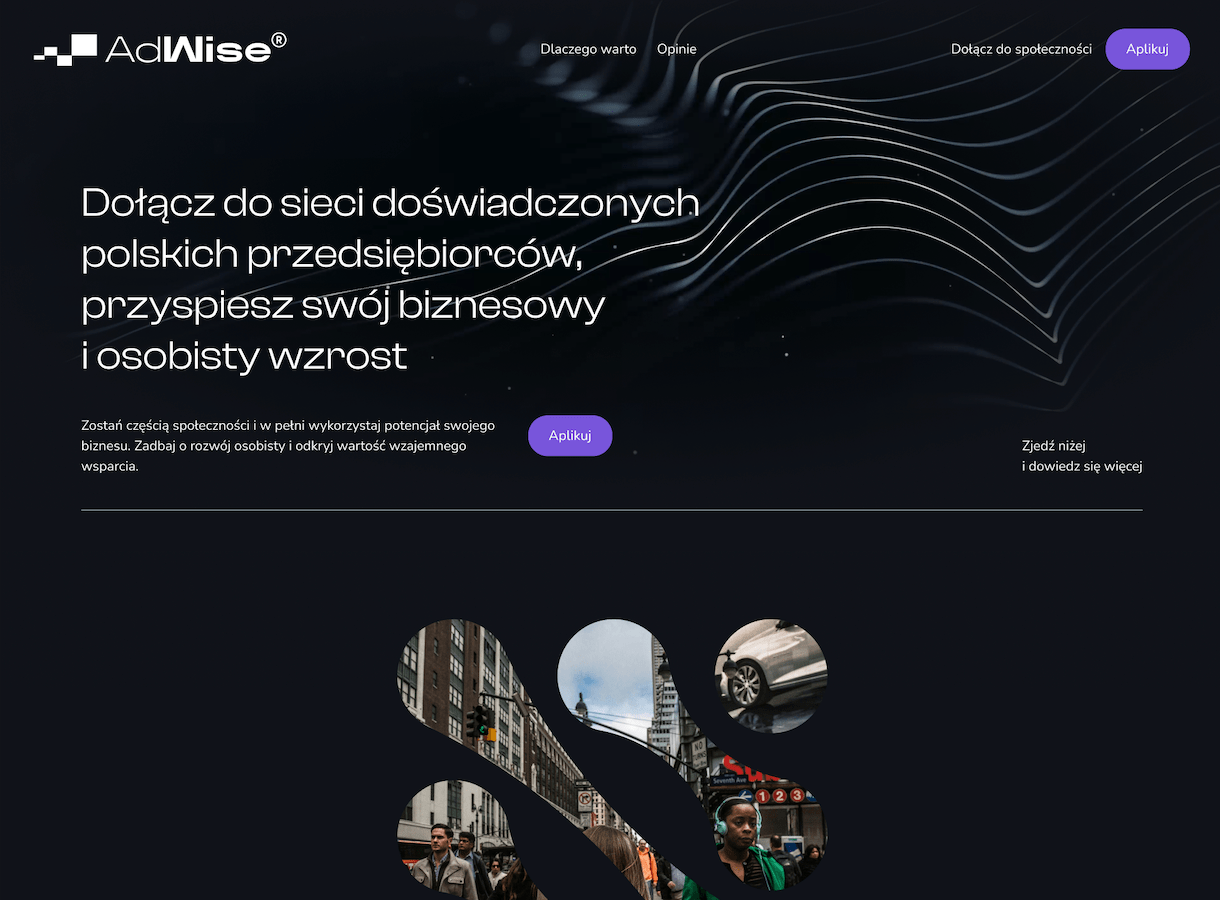 AdWise®
Dlaczego warto
Opinie
Dołącz do społeczności
Aplikuj
Dołącz do sieci doświadczonych
polskich przedsiębiorców,
przyspiesz swój biznesowy
i osobisty wzrost
Zostań częścią społeczności i w pełni wykorzystaj potencjał swojego
biznesu. Zadbaj o rozwój osobisty i odkryj wartość wzajemnego
wsparcia.
Aplikuj
Zjedź niżej
i dowiedz się więcej
NO
Seventh Ave
1 2 3